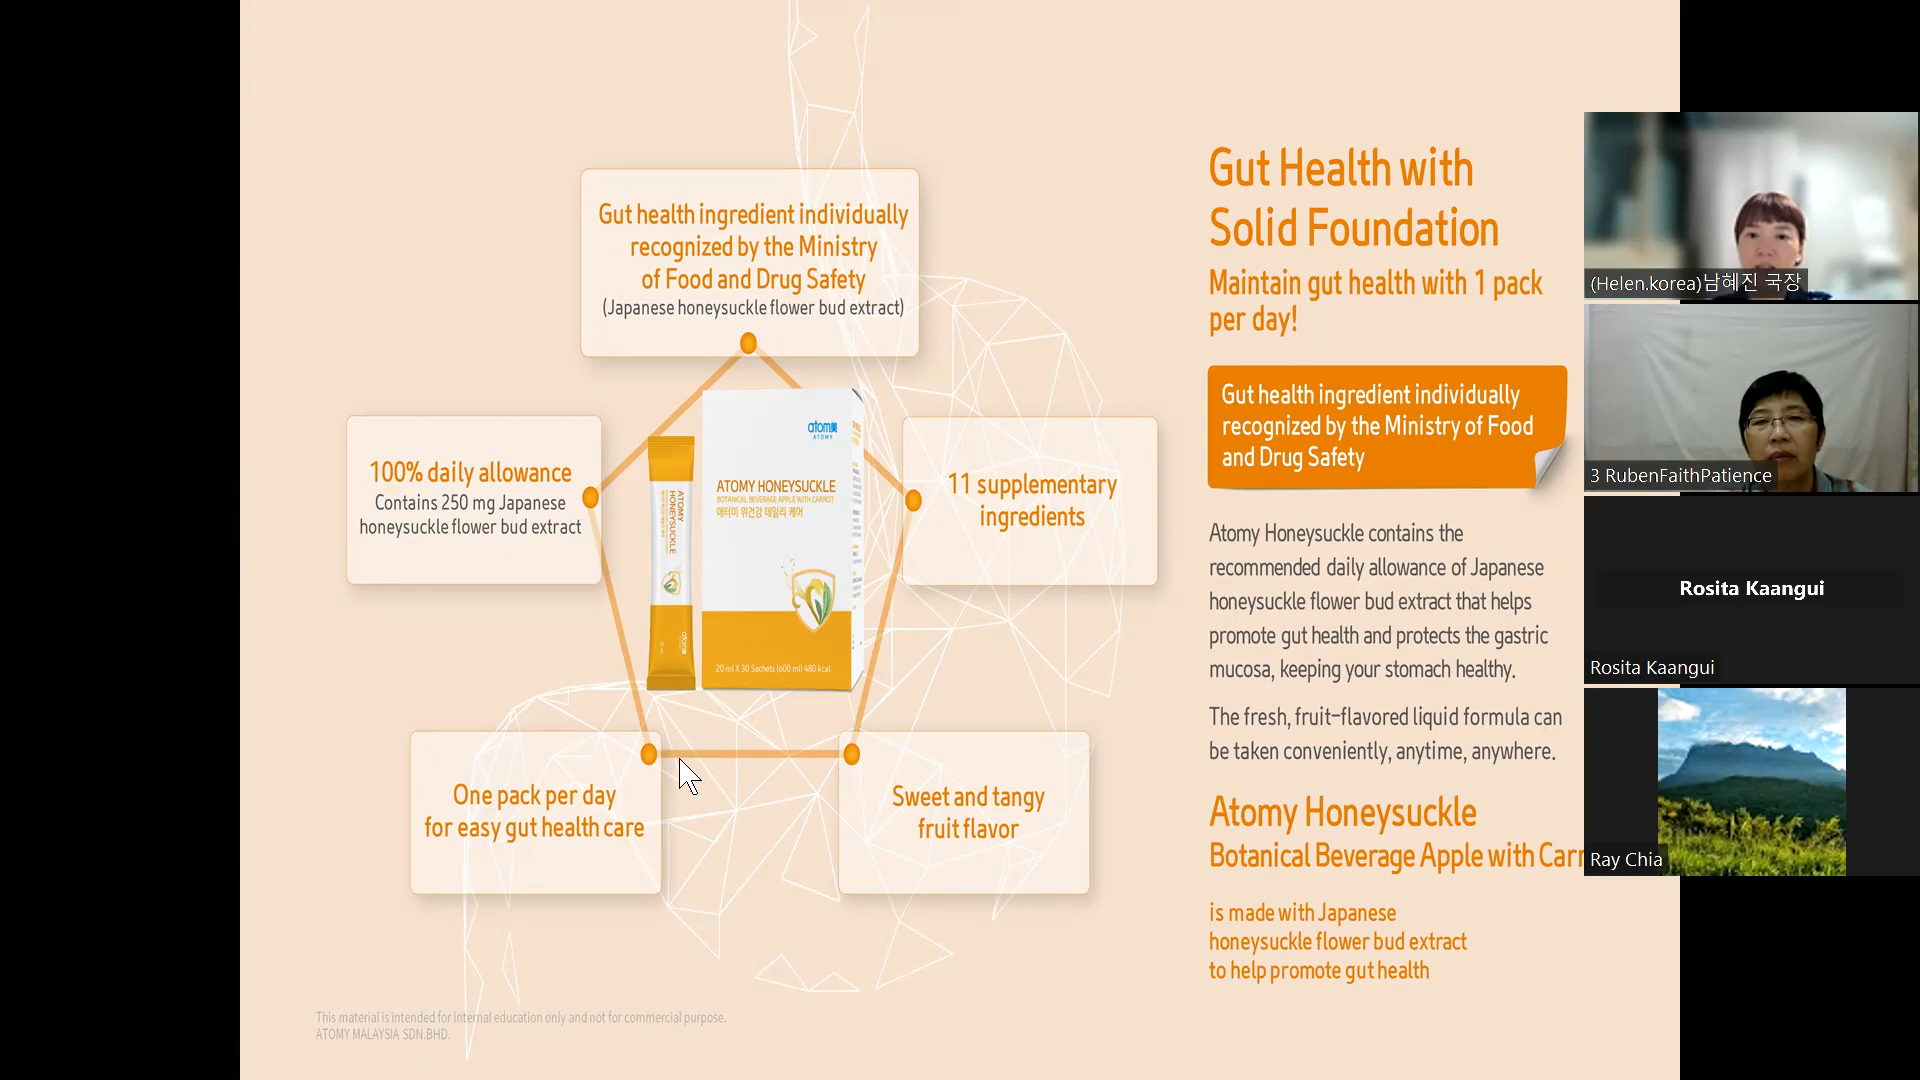 Gut health ingredient individually
recognized by the Ministry
of Food and Drug Safety
(Japanese honeysuckle flower bud extract)
100% daily allowance
Contains 250 mg Japanese
honeysuckle flower bud extract
11 supplementary
ingredients
One pack per day
for easy gut health care
Sweet and tangy
fruit flavor
atom美
ATOMY
ATOMY HONEYSUCKLE
BOTANICAL BEVERAGE APPLE WITH CARROT
애터미 위건강 데일리 케어
20 ml X 30 Sachets (600 ml) 480 kcal
ATOMY
HONEYSUCKLE
Gut Health with
Solid Foundation
Maintain gut health with 1 pack
per day!
Gut health ingredient individually
recognized by the Ministry of Food
and Drug Safety
Atomy Honeysuckle contains the
recommended daily allowance of Japanese
honeysuckle flower bud extract that helps
promote gut health and protects the gastric
mucosa, keeping your stomach healthy.
The fresh, fruit-flavored liquid formula can
be taken conveniently, anytime, anywhere.
Atomy Honeysuckle
Botanical Beverage Apple with Carr
is made with Japanese
honeysuckle flower bud extract
to help promote gut health
This material is intended for internal education only and not for commercial purpose.
ATOMY MALAYSIA SDN.BHD.
(Helen.korea)남혜진 국장
3 RubenFaithPatience
Rosita Kaangui
Rosita Kaangui
Ray Chia